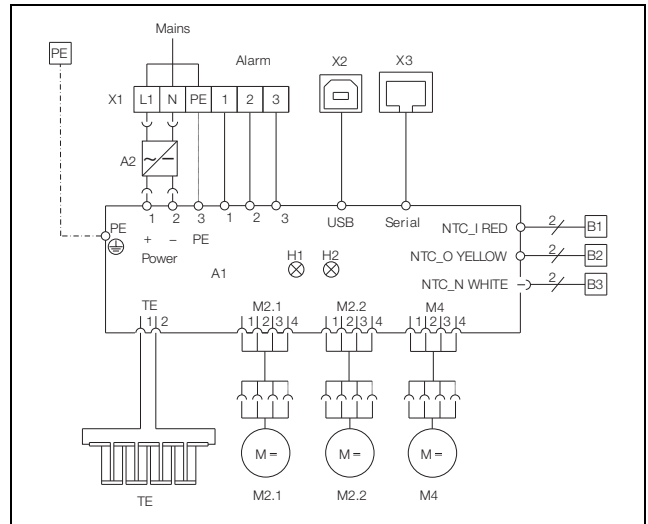 Mains
PE
Alarm
X2
X3
X1 L1 N PE 1 2 3
A2
PE
1 2 3 1 2 3
USB
Serial
+ – PE
Power
A1
H1 H2
NTC_I RED 2 B1
NTC_O YELLOW 2 B2
NTC_N WHITE 2 B3
TE
1 2
M2.1
1 2 3 4
M2.2
1 2 3 4
M4
1 2 3 4
M = M = M =
TE
M2.1 M2.2 M4